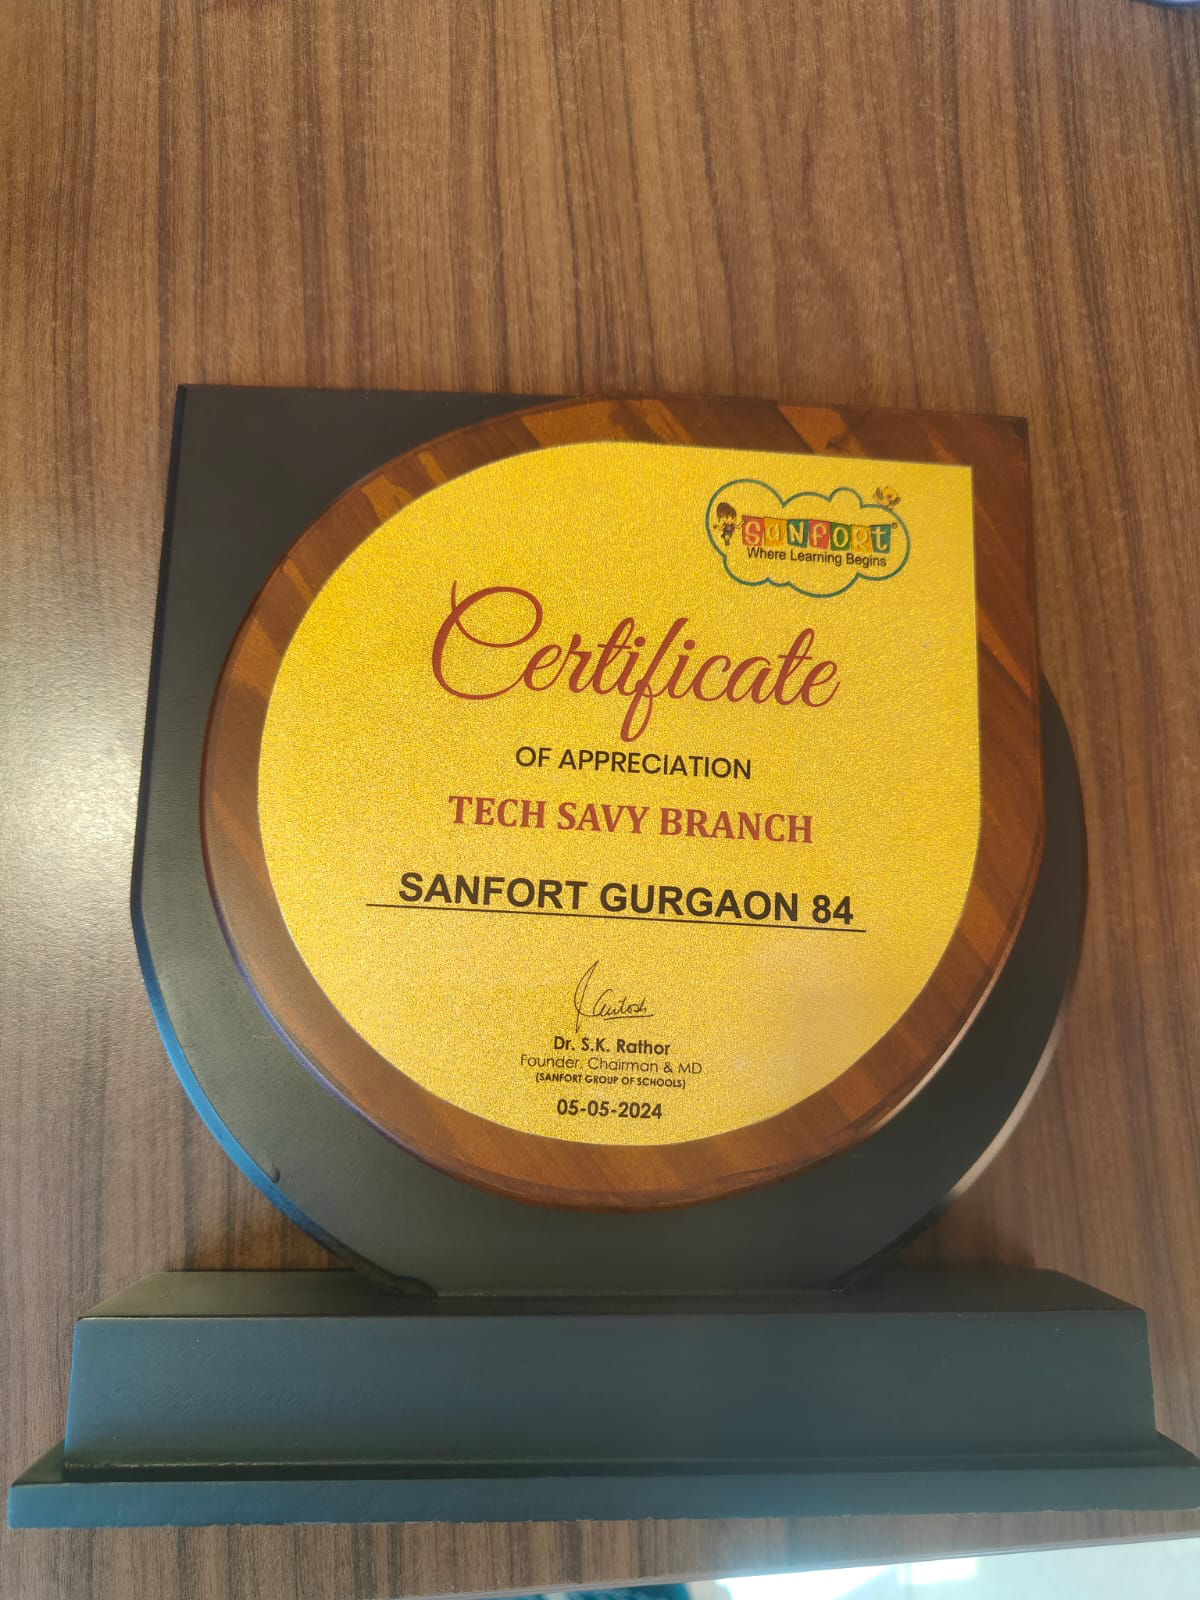 SANFORT®
Where Learning Begins
Certificate
OF APPRECIATION
TECH SAVY BRANCH
SANFORT GURGAON 84
Dr. S.K. Rathor
Founder, Chairman & MD
(SANFORT GROUP OF SCHOOLS)
05-05-2024